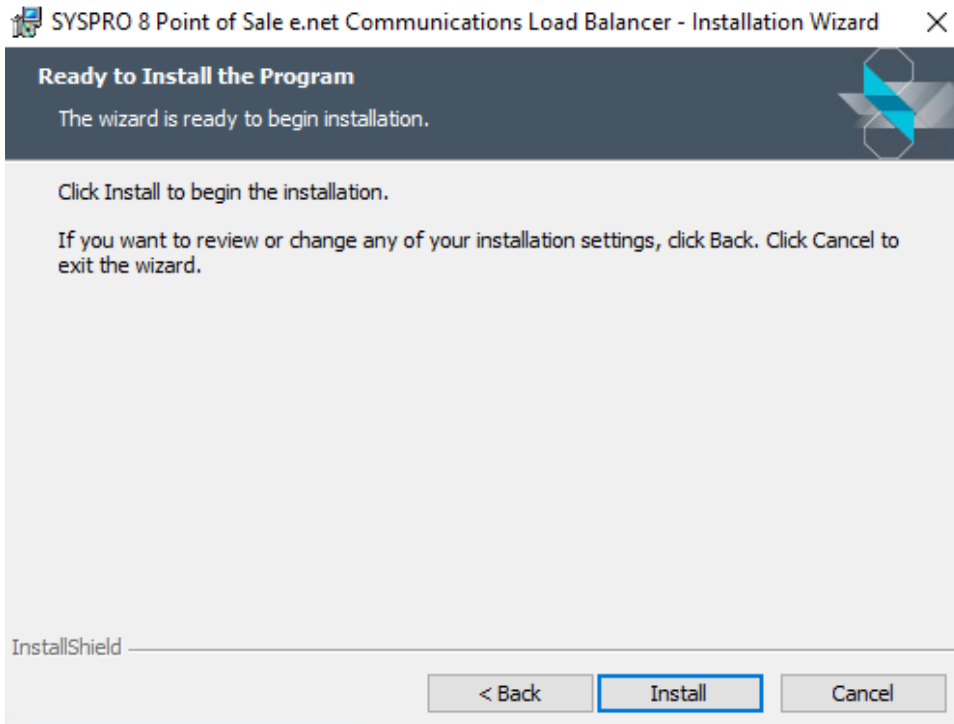 SYSPRO 8 Point of Sale e.net Communications Load Balancer - Installation Wizard
Ready to Install the Program
The wizard is ready to begin installation.
Click Install to begin the installation.
If you want to review or change any of your installation settings, click Back. Click Cancel to
exit the wizard.
InstallShield
< Back Install Cancel